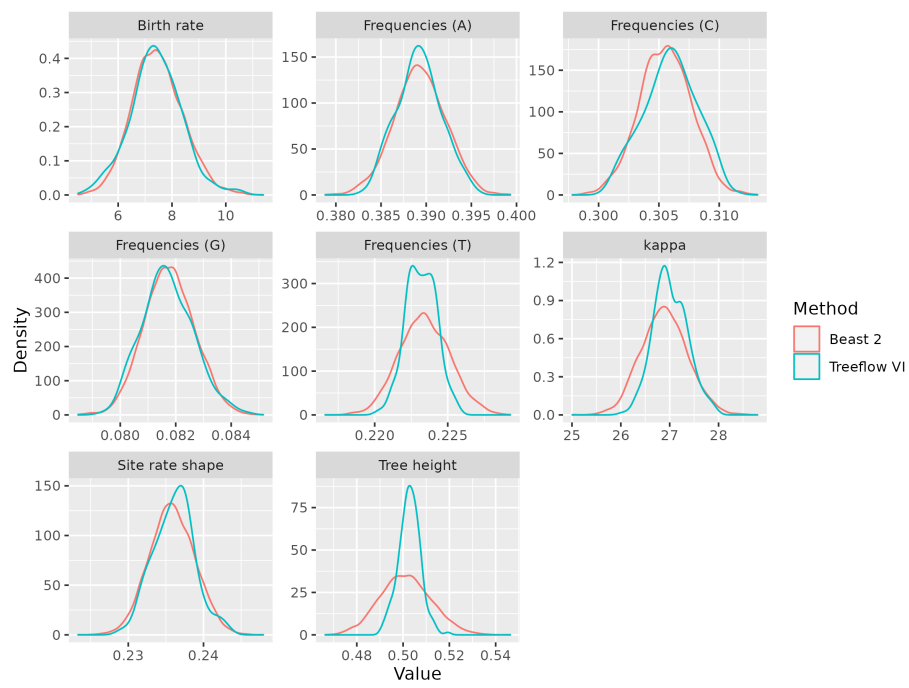 Birth rate
Frequencies (A)
Frequencies (C)
0.4
0.3
0.2
0.1
0.0
6 8 10
150
100
50
0
0.380 0.385 0.390 0.395 0.400
150
100
50
0
0.300 0.305 0.310
Frequencies (G)
Frequencies (T)
kappa
400
300
200
100
0
0.080 0.082 0.084
300
200
100
0
0.220 0.225
1.2
0.9
0.6
0.3
0.0
25 26 27 28
Site rate shape
Tree height
150
100
50
0
0.23 0.24
75
50
25
0
0.48 0.50 0.52 0.54
Density
Value
Method
Beast 2
Treeflow VI